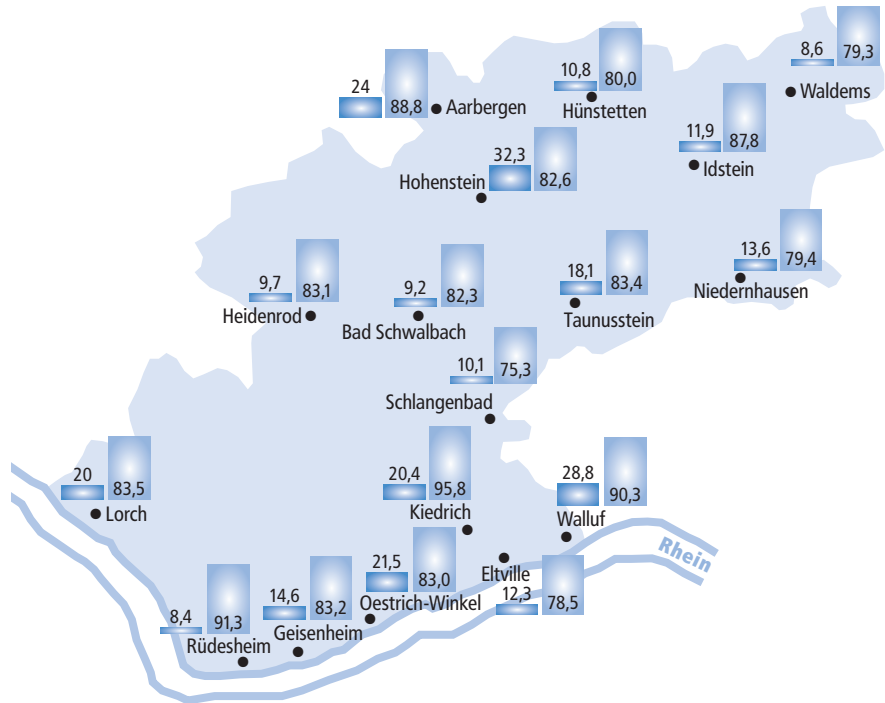 8,6
79,3
Waldems
24
88,8
Aarbergen
10,8
80,0
Hünstetten
11,9
87,8
Idstein
32,3
82,6
Hohenstein
13,6
79,4
Niedernhausen
9,7
83,1
Heidenrod
9,2
82,3
Bad Schwalbach
18,1
83,4
Taunusstein
10,1
75,3
Schlangenbad
20
83,5
Lorch
20,4
95,8
Kiedrich
28,8
90,3
Walluf
Rhein
21,5
83,0
Oestrich-Winkel
Eltville
12,3
78,5
14,6
83,2
Geisenheim
8,4
91,3
Rüdesheim